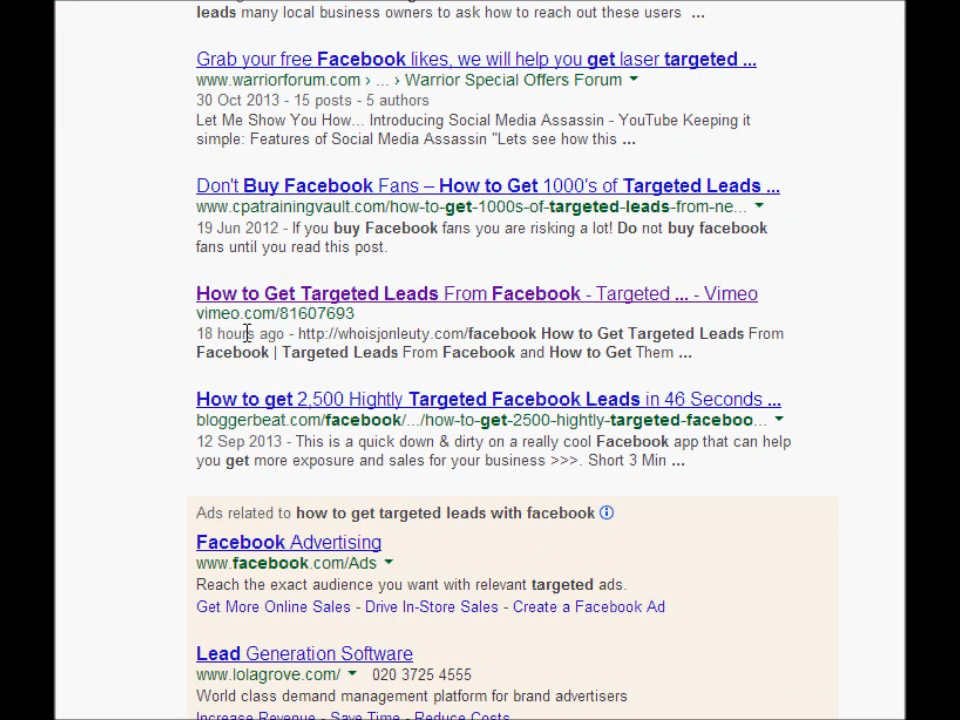 leads many local business owners to ask how to reach out these users ...
Grab your free Facebook likes, we will help you get laser targeted ...
www.warriorforum.com › ... › Warrior Special Offers Forum
30 Oct 2013 - 15 posts - 5 authors
Let Me Show You How... Introducing Social Media Assassin - YouTube Keeping it
simple: Features of Social Media Assassin "Lets see how this ...
Don't Buy Facebook Fans – How to Get 1000's of Targeted Leads ...
www.cpatrainingvault.com/how-to-get-1000s-of-targeted-leads-from-ne...
19 Jun 2012 - If you buy Facebook fans you are risking a lot! Do not buy facebook
fans until you read this post.
How to Get Targeted Leads From Facebook - Targeted ... - Vimeo
vimeo.com/81607693
18 hours ago - http://whoisjonleuty.com/facebook How to Get Targeted Leads From
Facebook | Targeted Leads From Facebook and How to Get Them ...
How to get 2,500 Hightly Targeted Facebook Leads in 46 Seconds ...
bloggerbeat.com/facebook/.../how-to-get-2500-hightly-targeted-faceboo...
12 Sep 2013 - This is a quick down & dirty on a really cool Facebook app that can help
you get more exposure and sales for your business >>>. Short 3 Min ...
Ads related to how to get targeted leads with facebook
Facebook Advertising
www.facebook.com/Ads
Reach the exact audience you want with relevant targeted ads.
Get More Online Sales - Drive In-Store Sales - Create a Facebook Ad
Lead Generation Software
www.lolagrove.com/ 020 3725 4555
World class demand management platform for brand advertisers
Increase Revenue - Save Time - Reduce Costs